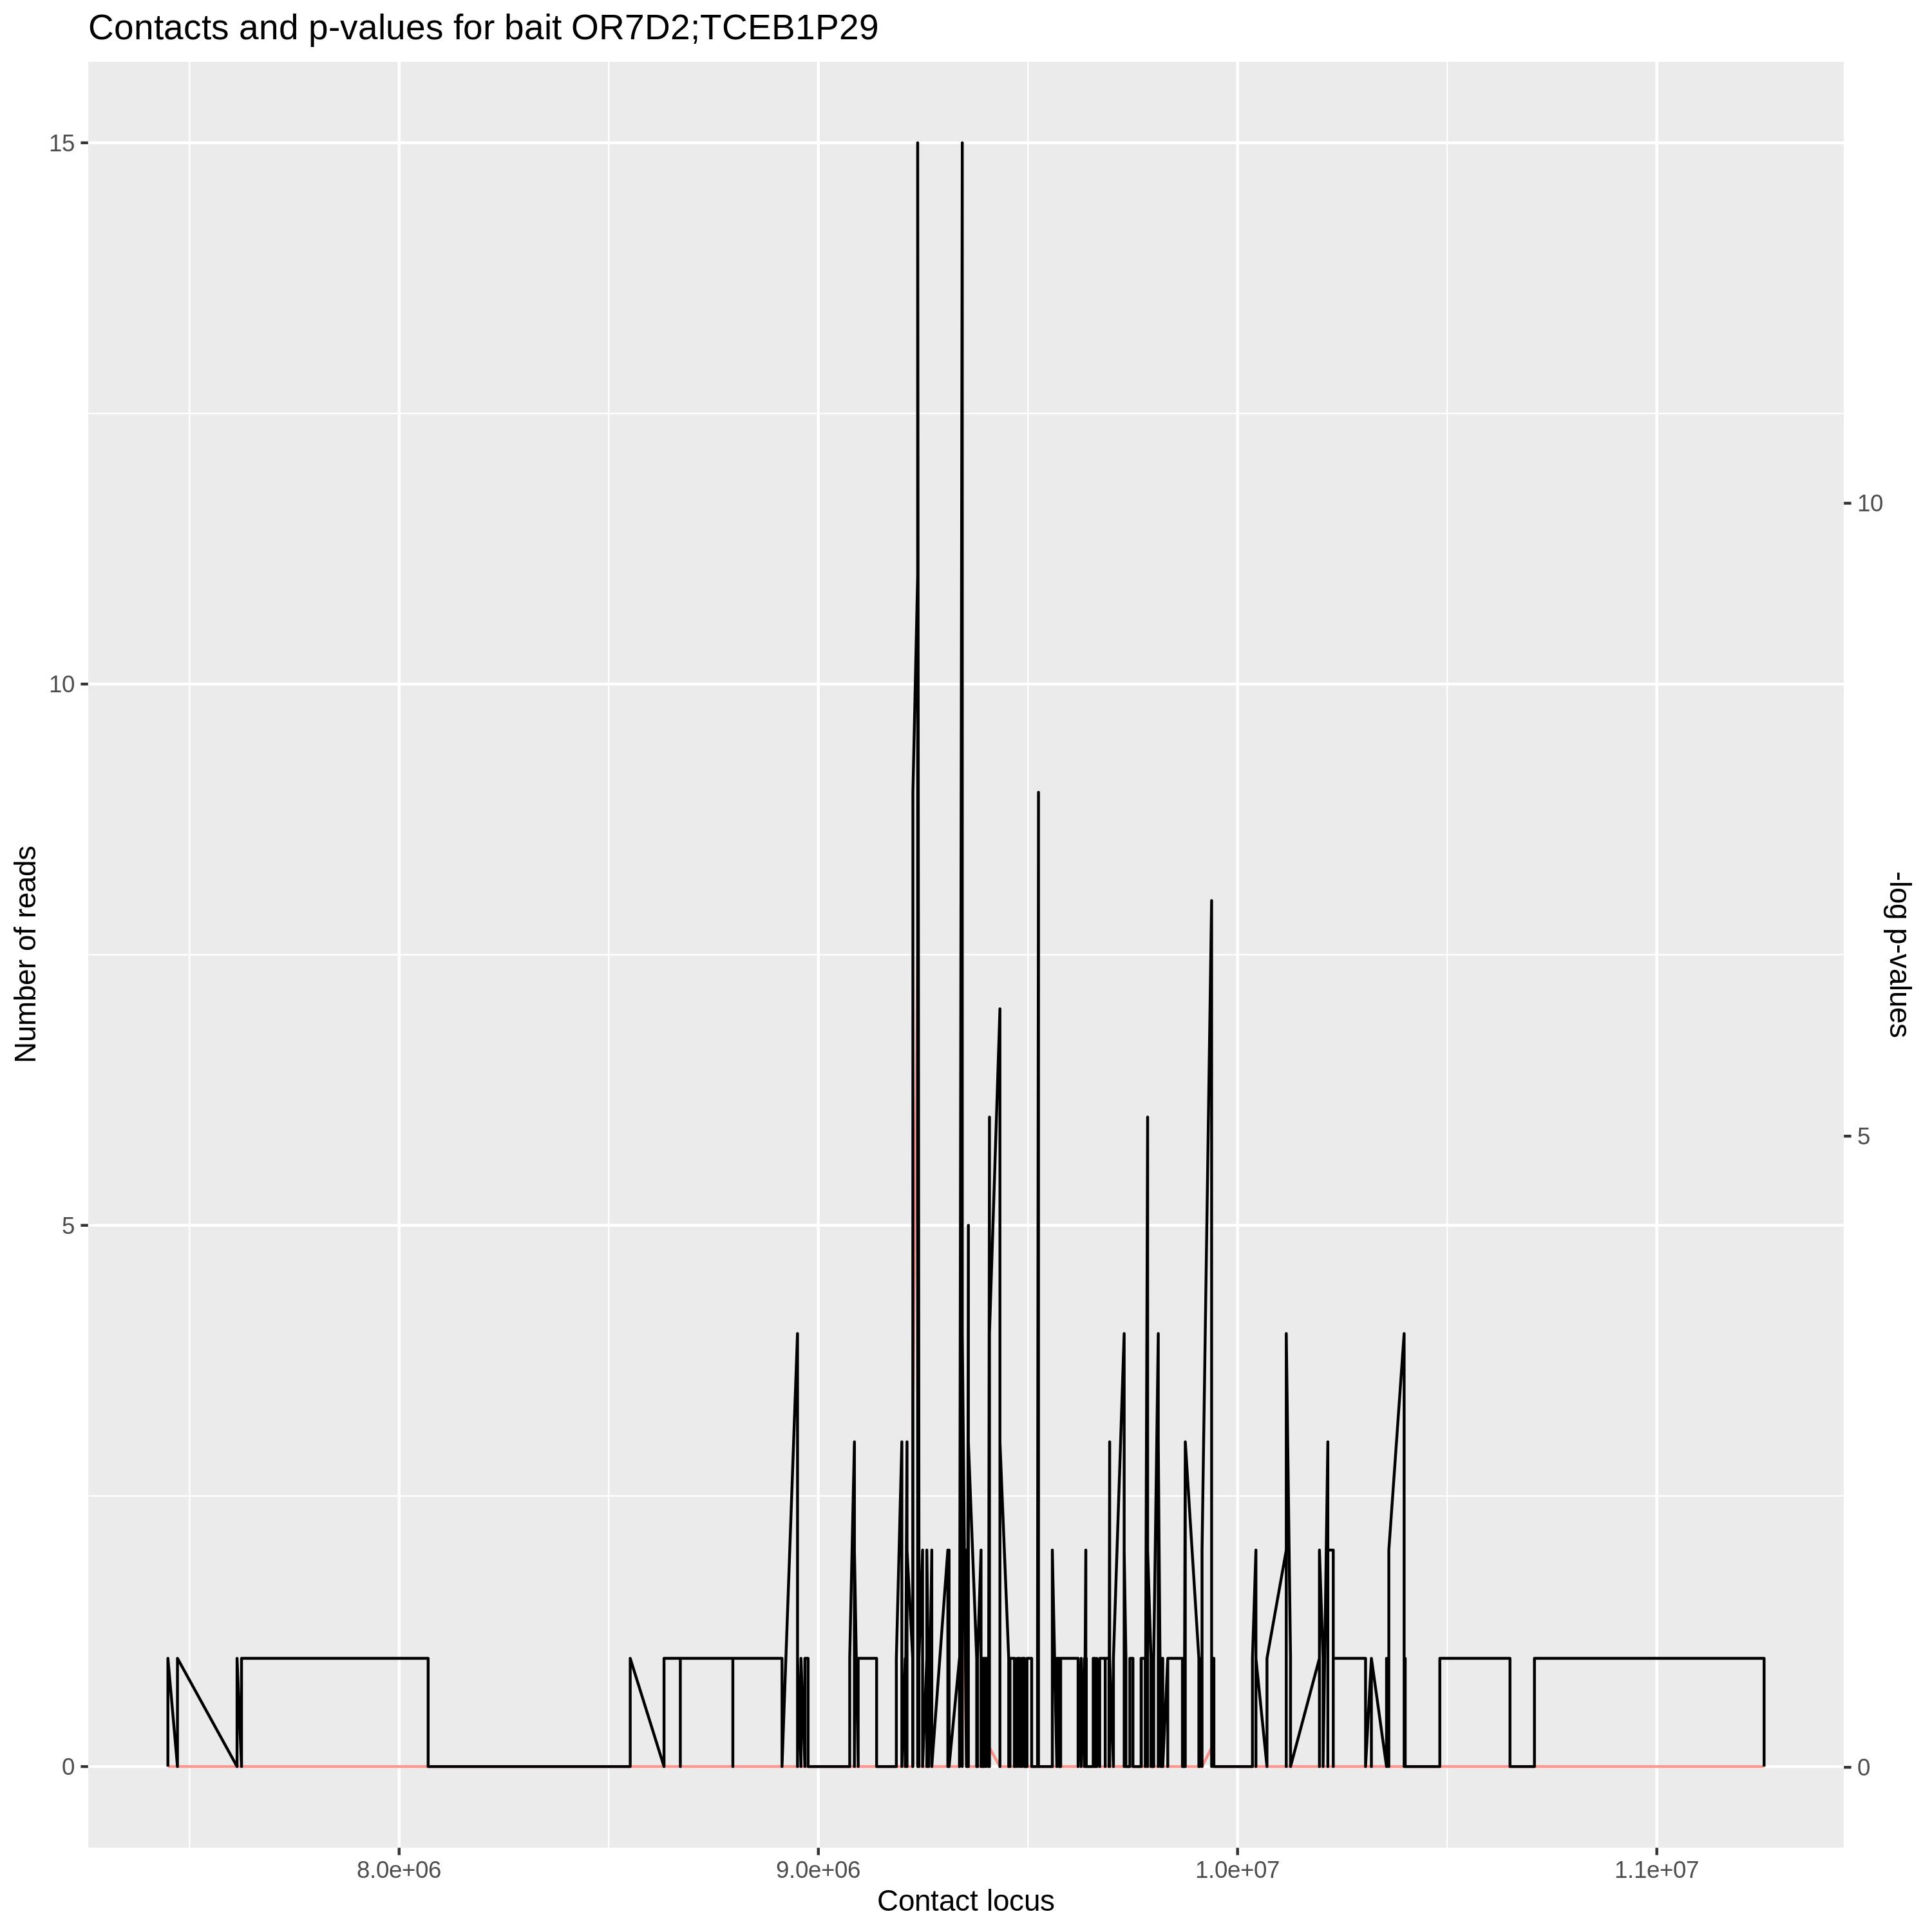 Contacts and p-values for bait OR7D2;TCEB1P29
15
10
5
0
Number of reads
10
5
0
-log p-values
8.0e+06
9.0e+06
1.0e+07
1.1e+07
Contact locus